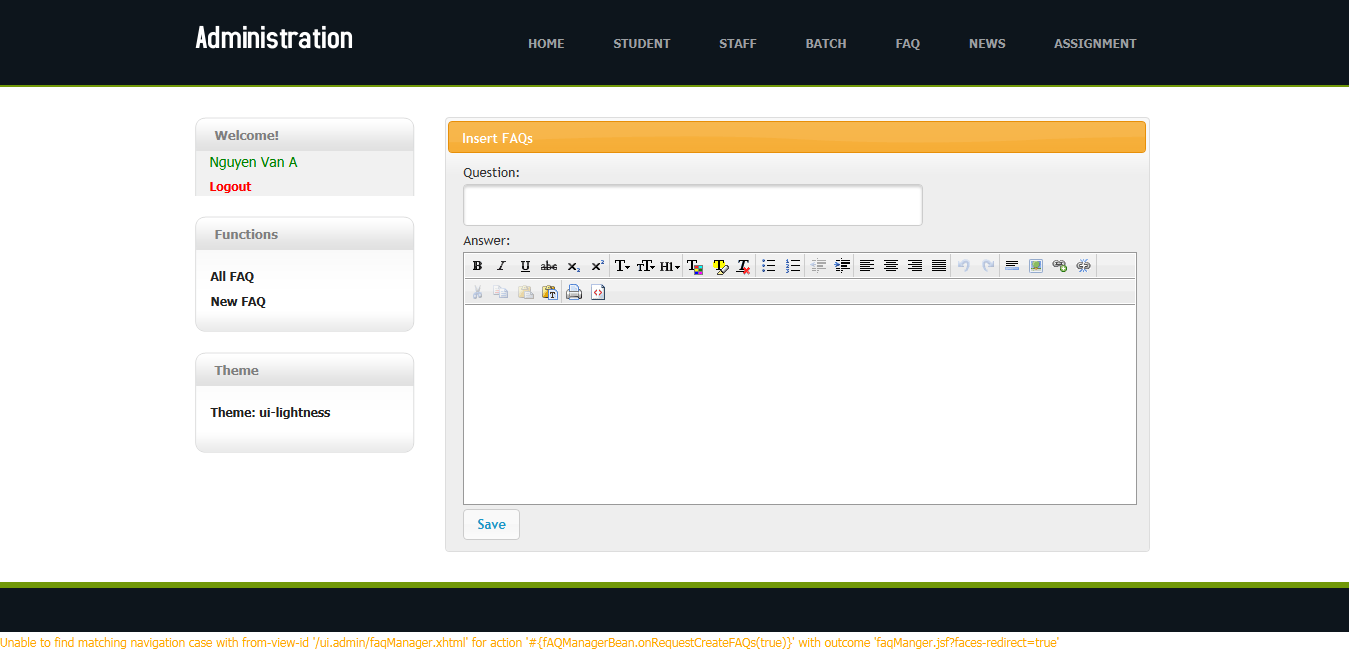 Administration
HOME STUDENT STAFF BATCH FAQ NEWS ASSIGNMENT
Welcome!
Nguyen Van A
Logout
Functions
All FAQ
New FAQ
Theme
Theme: ui-lightness
Insert FAQs
Question:
Answer:
Save
Unable to find matching navigation case with from-view-id '/ui.admin/faqManager.xhtml' for action '#{fAQManagerBean.onRequestCreateFAQs(true)}' with outcome 'faqManger.jsf?faces-redirect=true'